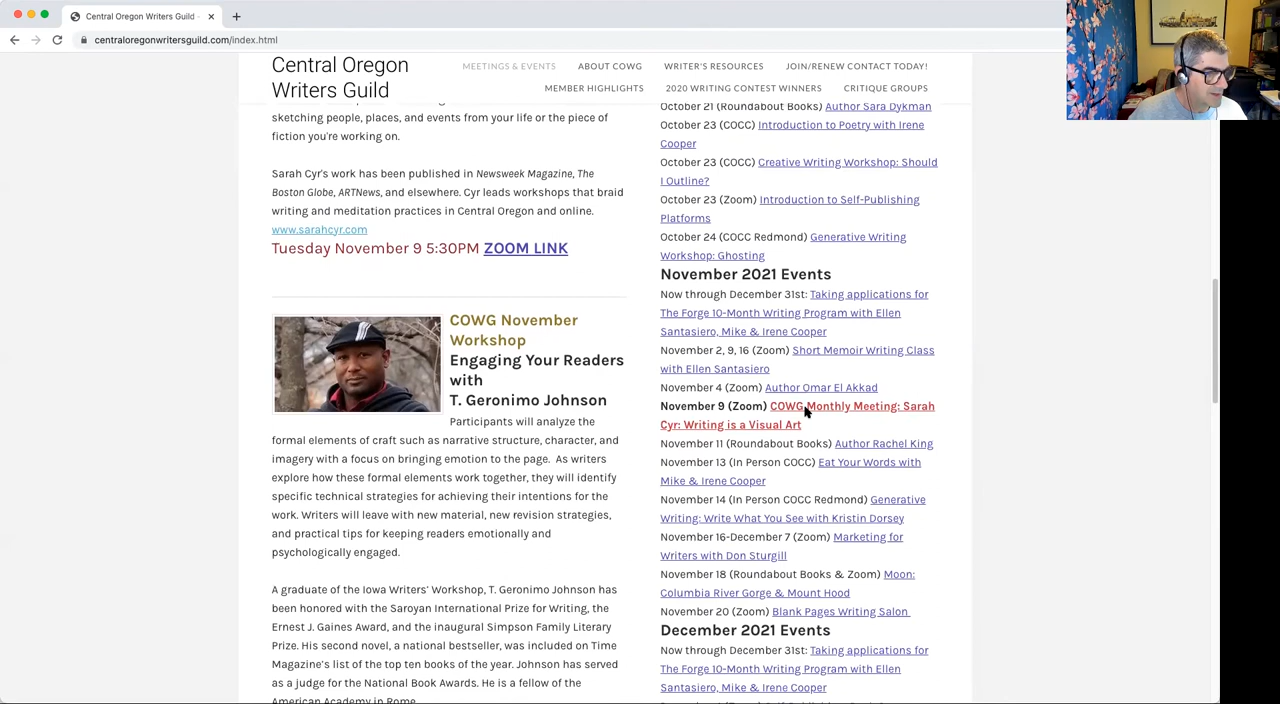 Central Oregon Writers Guild -
centraloregonwritersguild.com/index.html
Central Oregon
Writers Guild
MEETINGS & EVENTS ABOUT COWG WRITER'S RESOURCES JOIN/RENEW CONTACT TODAY!
MEMBER HIGHLIGHTS 2020 WRITING CONTEST WINNERS CRITIQUE GROUPS
sketching people, places, and events from your life or the piece of
fiction you're working on.
Sarah Cyr's work has been published in Newsweek Magazine, The
Boston Globe, ARTNews, and elsewhere. Cyr leads workshops that braid
writing and meditation practices in Central Oregon and online.
www.sarahcyr.com
Tuesday November 9 5:30PM ZOOM LINK
COWG November
Workshop
Engaging Your Readers
with
T. Geronimo Johnson
Participants will analyze the
formal elements of craft such as narrative structure, character, and
imagery with a focus on bringing emotion to the page. As writers
explore how these formal elements work together, they will identify
specific technical strategies for achieving their intentions for the
work. Writers will leave with new material, new revision strategies,
and practical tips for keeping readers emotionally and
psychologically engaged.
A graduate of the Iowa Writers' Workshop, T. Geronimo Johnson has
been honored with the Saroyan International Prize for Writing, the
Ernest J. Gaines Award, and the inaugural Simpson Family Literary
Prize. His second novel, a national bestseller, was included on Time
Magazine's list of the top ten books of the year. Johnson has served
as a judge for the National Book Awards. He is a fellow of the
American Academy in Rome.
October 21 (Roundabout Books) Author Sara Dykman
October 23 (COCC) Introduction to Poetry with Irene
Cooper
October 23 (COCC) Creative Writing Workshop: Should
I Outline?
October 23 (Zoom) Introduction to Self-Publishing
Platforms
October 24 (COCC Redmond) Generative Writing
Workshop: Ghosting
November 2021 Events
Now through December 31st: Taking applications for
The Forge 10-Month Writing Program with Ellen
Santasiero, Mike & Irene Cooper
November 2, 9, 16 (Zoom) Short Memoir Writing Class
with Ellen Santasiero
November 4 (Zoom) Author Omar El Akkad
November 9 (Zoom) COWG Monthly Meeting: Sarah
Cyr: Writing is a Visual Art
November 11 (Roundabout Books) Author Rachel King
November 13 (In Person COCC) Eat Your Words with
Mike & Irene Cooper
November 14 (In Person COCC Redmond) Generative
Writing: Write What You See with Kristin Dorsey
November 16-December 7 (Zoom) Marketing for
Writers with Don Sturgill
November 18 (Roundabout Books & Zoom) Moon:
Columbia River Gorge & Mount Hood
November 20 (Zoom) Blank Pages Writing Salon
December 2021 Events
Now through December 31st: Taking applications for
The Forge 10-Month Writing Program with Ellen
Santasiero, Mike & Irene Cooper